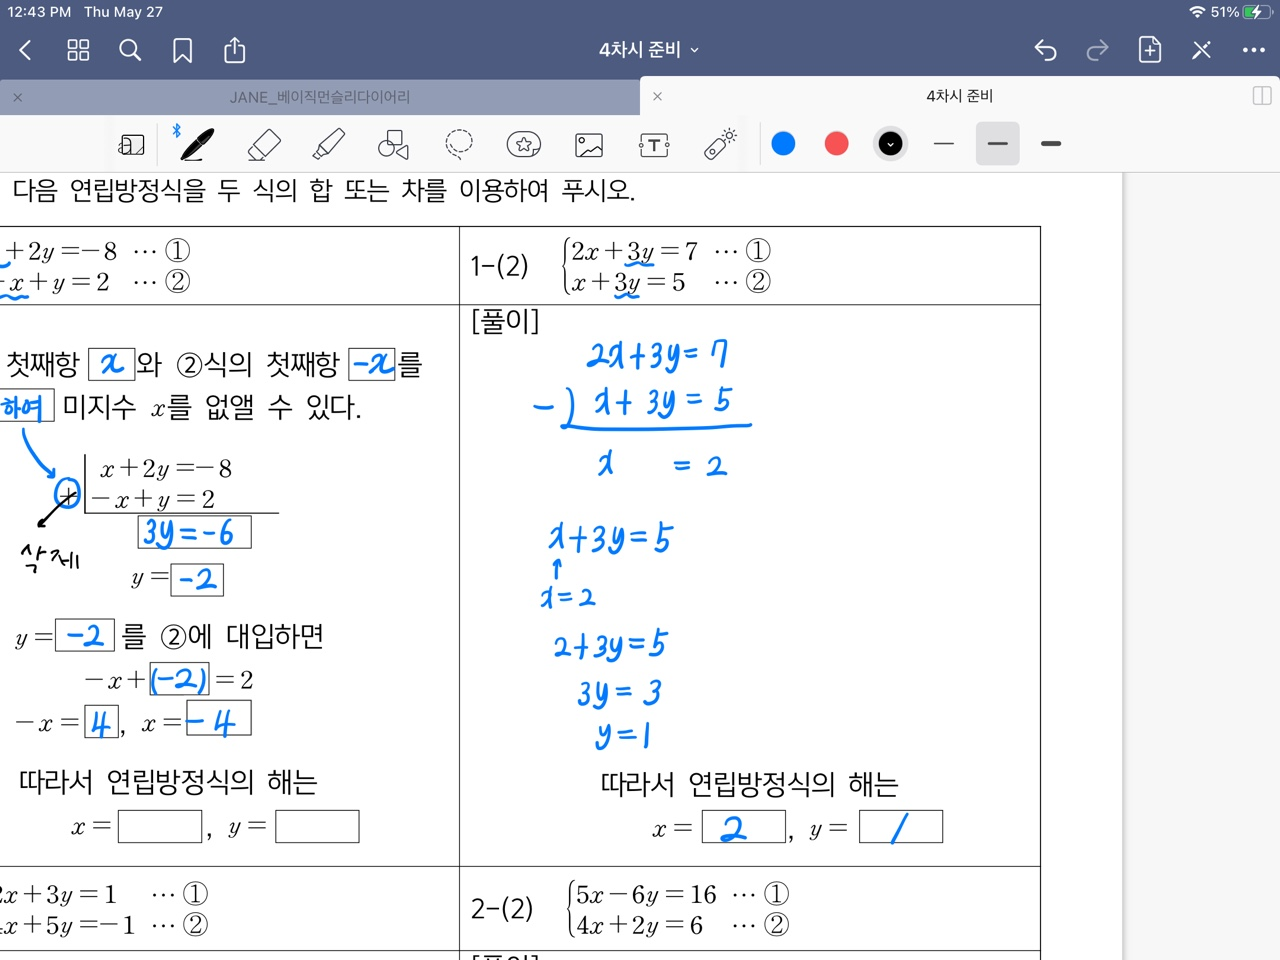 12:43 PM Thu May 27
51%
4차시 준비
JANE_베이직먼슬리다이어리
4차시 준비
다음 연립방정식을 두 식의 합 또는 차를 이용하여 푸시오.
+2y=-8 … ①
-x+y=2 … ②
첫째항 x 와 ②식의 첫째항 -x 를
하여 미지수 x를 없앨 수 있다.
x+2y=-8
+ -x+y=2
삭제
3y=-6
y=-2
y=-2 를 ②에 대입하면
-x+(-2)=2
-x=4, x=-4
따라서 연립방정식의 해는
x= , y=
1-(2)
2x+3y=7 … ①
x+3y=5 … ②
[풀이]
2x+3y=7
-) x+3y=5
x =2
x+3y=5
↑
x=2
2+3y=5
3y=3
y=1
따라서 연립방정식의 해는
x= 2 , y= 1
x+3y=1 … ①
x+5y=-1 … ②
2-(2)
5x-6y=16 … ①
4x+2y=6 … ②
[풀이]